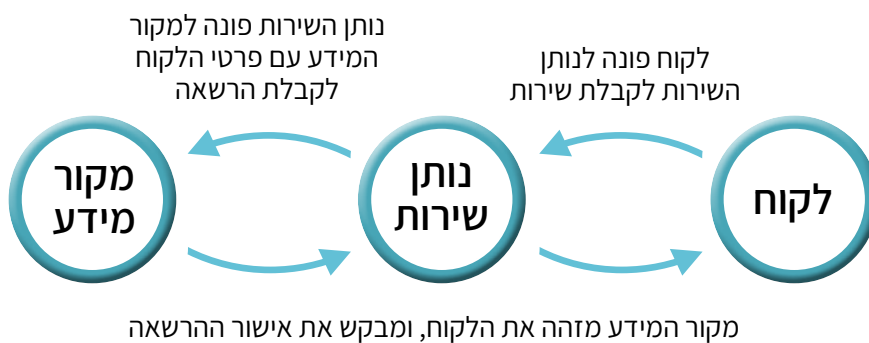 לקוח פונה לנותן
השירות לקבלת שירות
נותן השירות פונה למקור
המידע עם פרטי הלקוח
לקבלת הרשאה
לקוח
נותן
שירות
מקור
מידע
מקור המידע מזהה את הלקוח, ומבקש את אישור ההרשאה